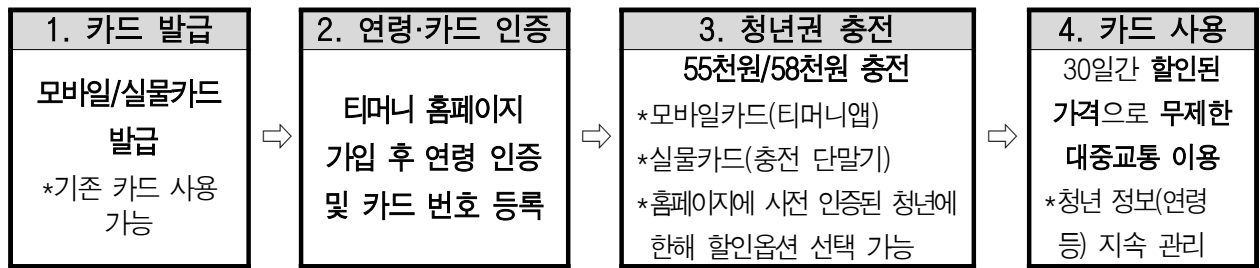 1. 카드 발급
모바일/실물카드
발급
*기존 카드 사용
가능
⇨
2. 연령·카드 인증
티머니 홈페이지
가입 후 연령 인증
및 카드 번호 등록
⇨
3. 청년권 충전
55천원/58천원 충전
*모바일카드(티머니앱)
*실물카드(충전 단말기)
*홈페이지에 사전 인증된 청년에
한해 할인옵션 선택 가능
⇨
4. 카드 사용
30일간 할인된
가격으로 무제한
대중교통 이용
*청년 정보(연령
등) 지속 관리